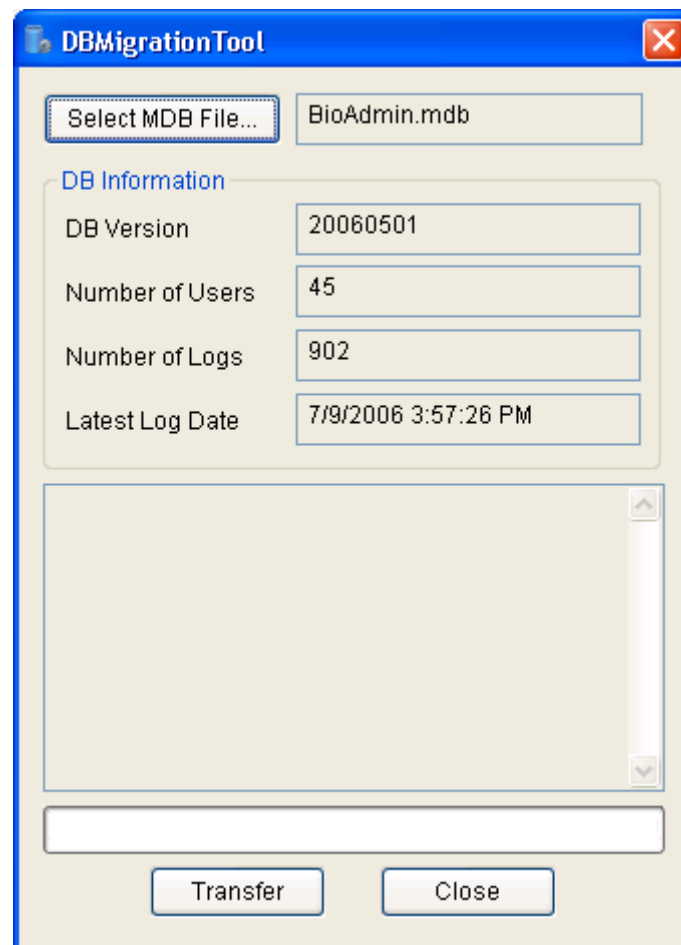 DBMigrationTool
Select MDB File... BioAdmin.mdb
DB Information
DB Version 20060501
Number of Users 45
Number of Logs 902
Latest Log Date 7/9/2006 3:57:26 PM
Transfer Close